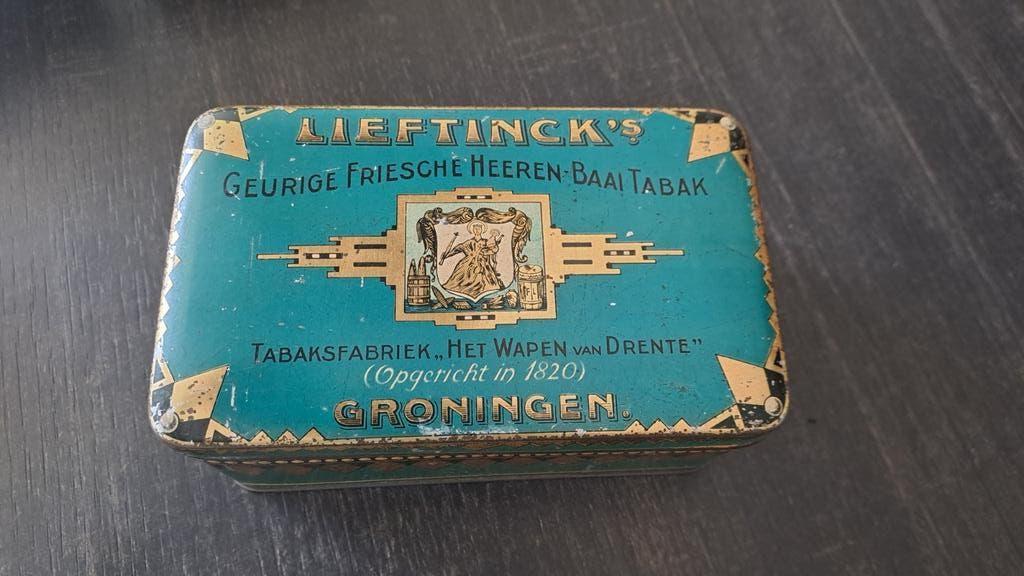 LIEFTINCK'S
GEURIGE FRIESCHE HEEREN-BAAI TABAK
TABAKSFABRIEK „HET WAPEN VAN DRENTE"
(Opgericht in 1820)
GRONINGEN.